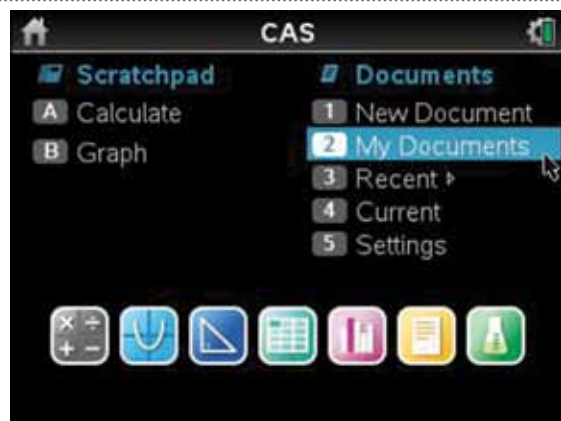 CAS
Scratchpad
A Calculate
B Graph
Documents
1 New Document
2 My Documents
3 Recent ▸
4 Current
5 Settings